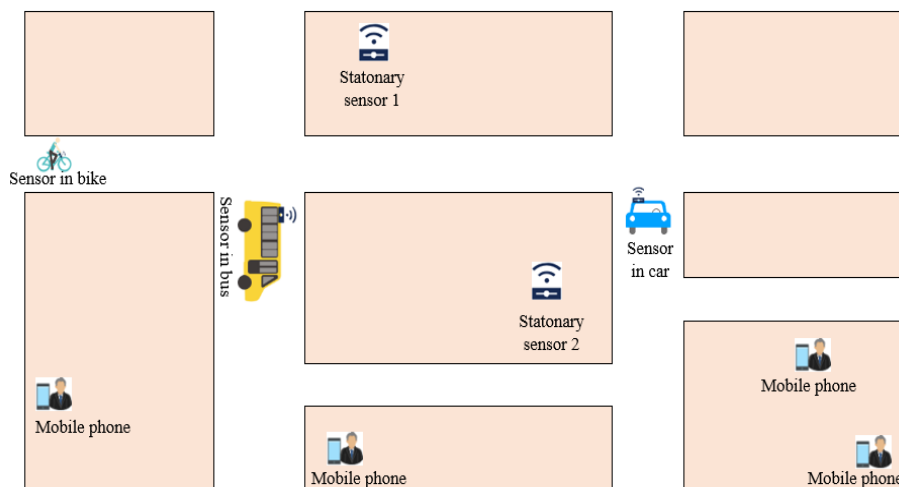 Statonary
sensor 1
Sensor in bike
Sensor in bus
Sensor
in car
Statonary
sensor 2
Mobile phone
Mobile phone
Mobile phone
Mobile phone